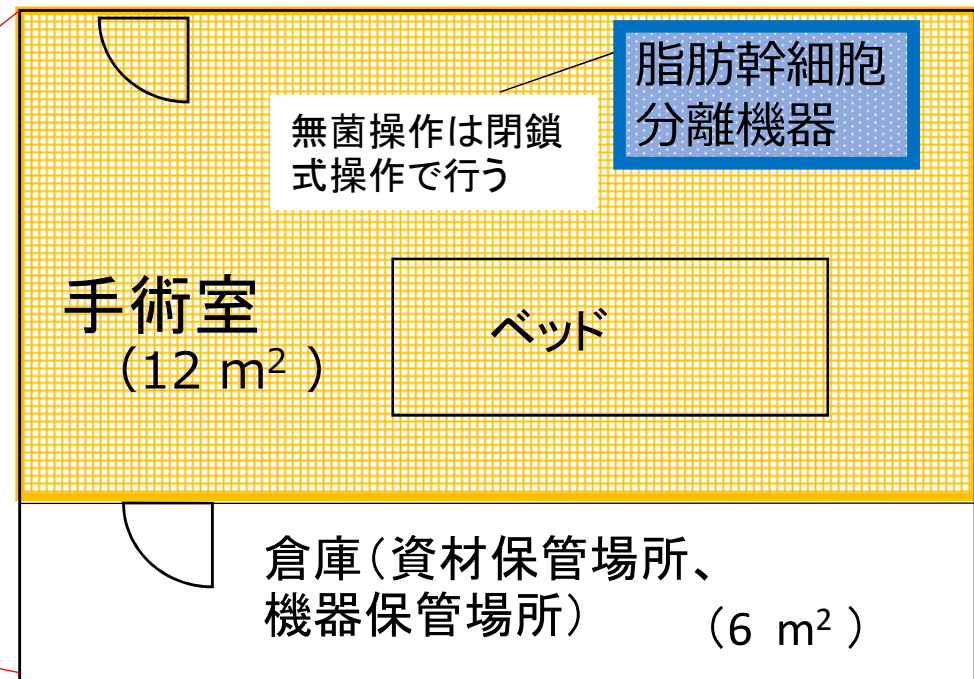 脂肪幹細胞
分離機器
無菌操作は閉鎖
式操作で行う
手術室
（12 m²）
ベッド
倉庫（資材保管場所、
機器保管場所）
（6 m²）